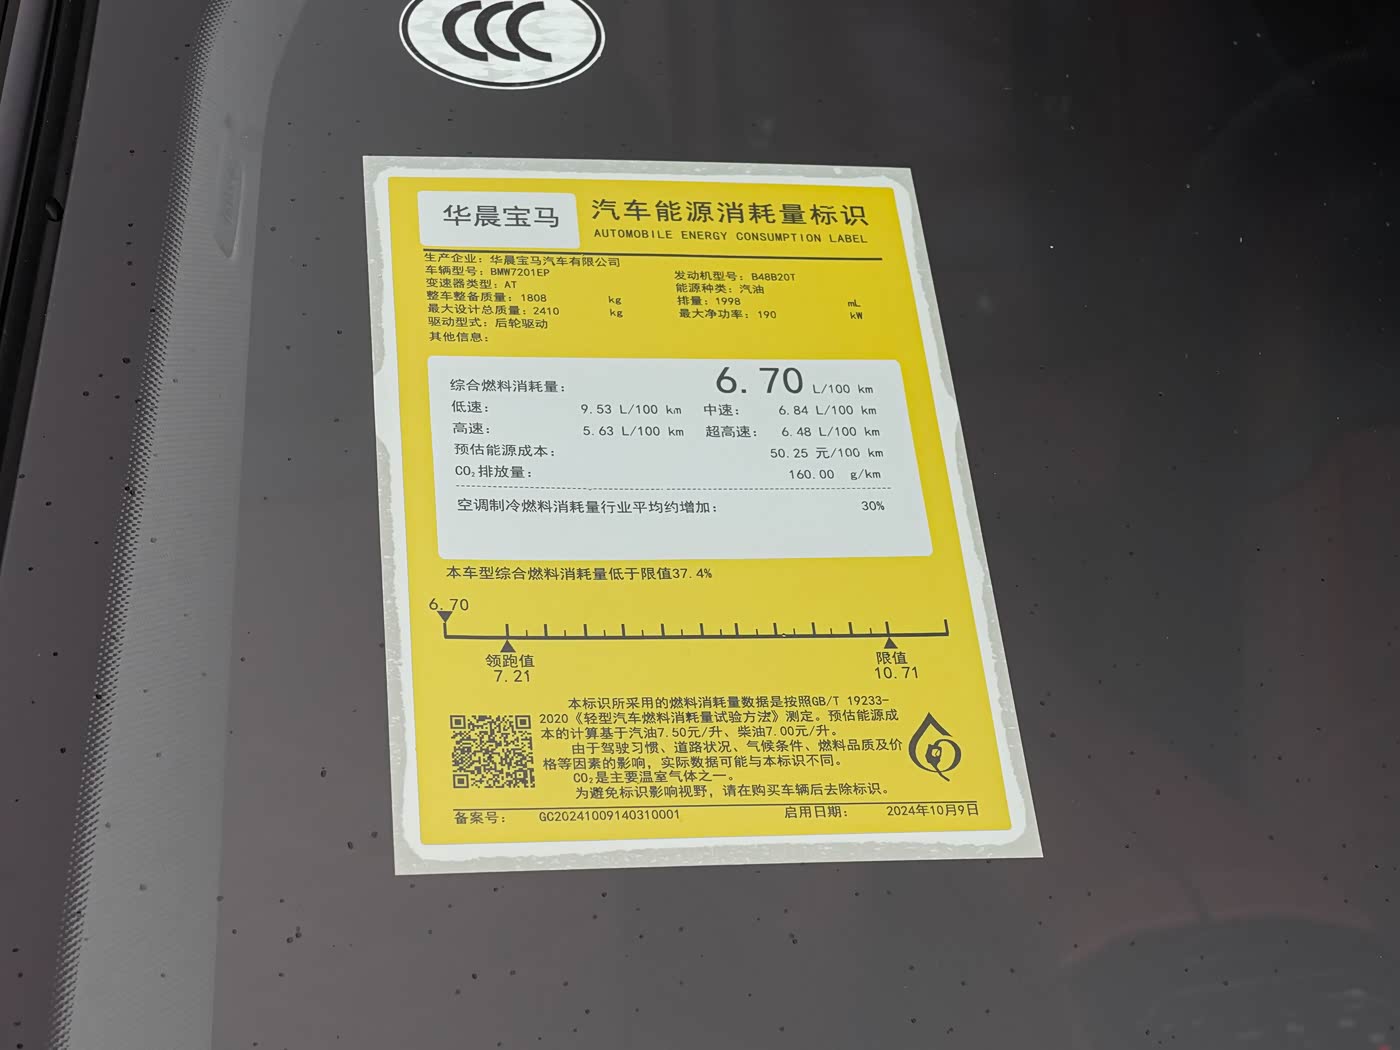 CCC
华晨宝马
汽车能源消耗量标识
AUTOMOBILE ENERGY CONSUMPTION LABEL
生产企业：华晨宝马汽车有限公司
车辆型号：BMW7201EP 发动机型号：B48B20T
变速器类型：AT 能源种类：汽油
整车整备质量：1808 kg 排量：1998 mL
最大设计总质量：2410 kg 最大净功率：190 kW
驱动型式：后轮驱动
其他信息：
综合燃料消耗量： 6.70 L/100 km
低速： 9.53 L/100 km 中速： 6.84 L/100 km
高速： 5.63 L/100 km 超高速： 6.48 L/100 km
预估能源成本： 50.25 元/100 km
CO₂排放量： 160.00 g/km
空调制冷燃料消耗量行业平均约增加： 30%
本车型综合燃料消耗量低于限值37.4%
6.70
领跑值 限值
7.21 10.71
本标识所采用的燃料消耗量数据是按照GB/T 19233-
2020《轻型汽车燃料消耗量试验方法》测定。预估能源成
本的计算基于汽油7.50元/升、柴油7.00元/升。
由于驾驶习惯、道路状况、气候条件、燃料品质及价
格等因素的影响，实际数据可能与本标识不同。
CO₂是主要温室气体之一。
为避免标识影响视野，请在购买车辆后去除标识。
备案号： GC20241009140310001 启用日期： 2024年10月9日